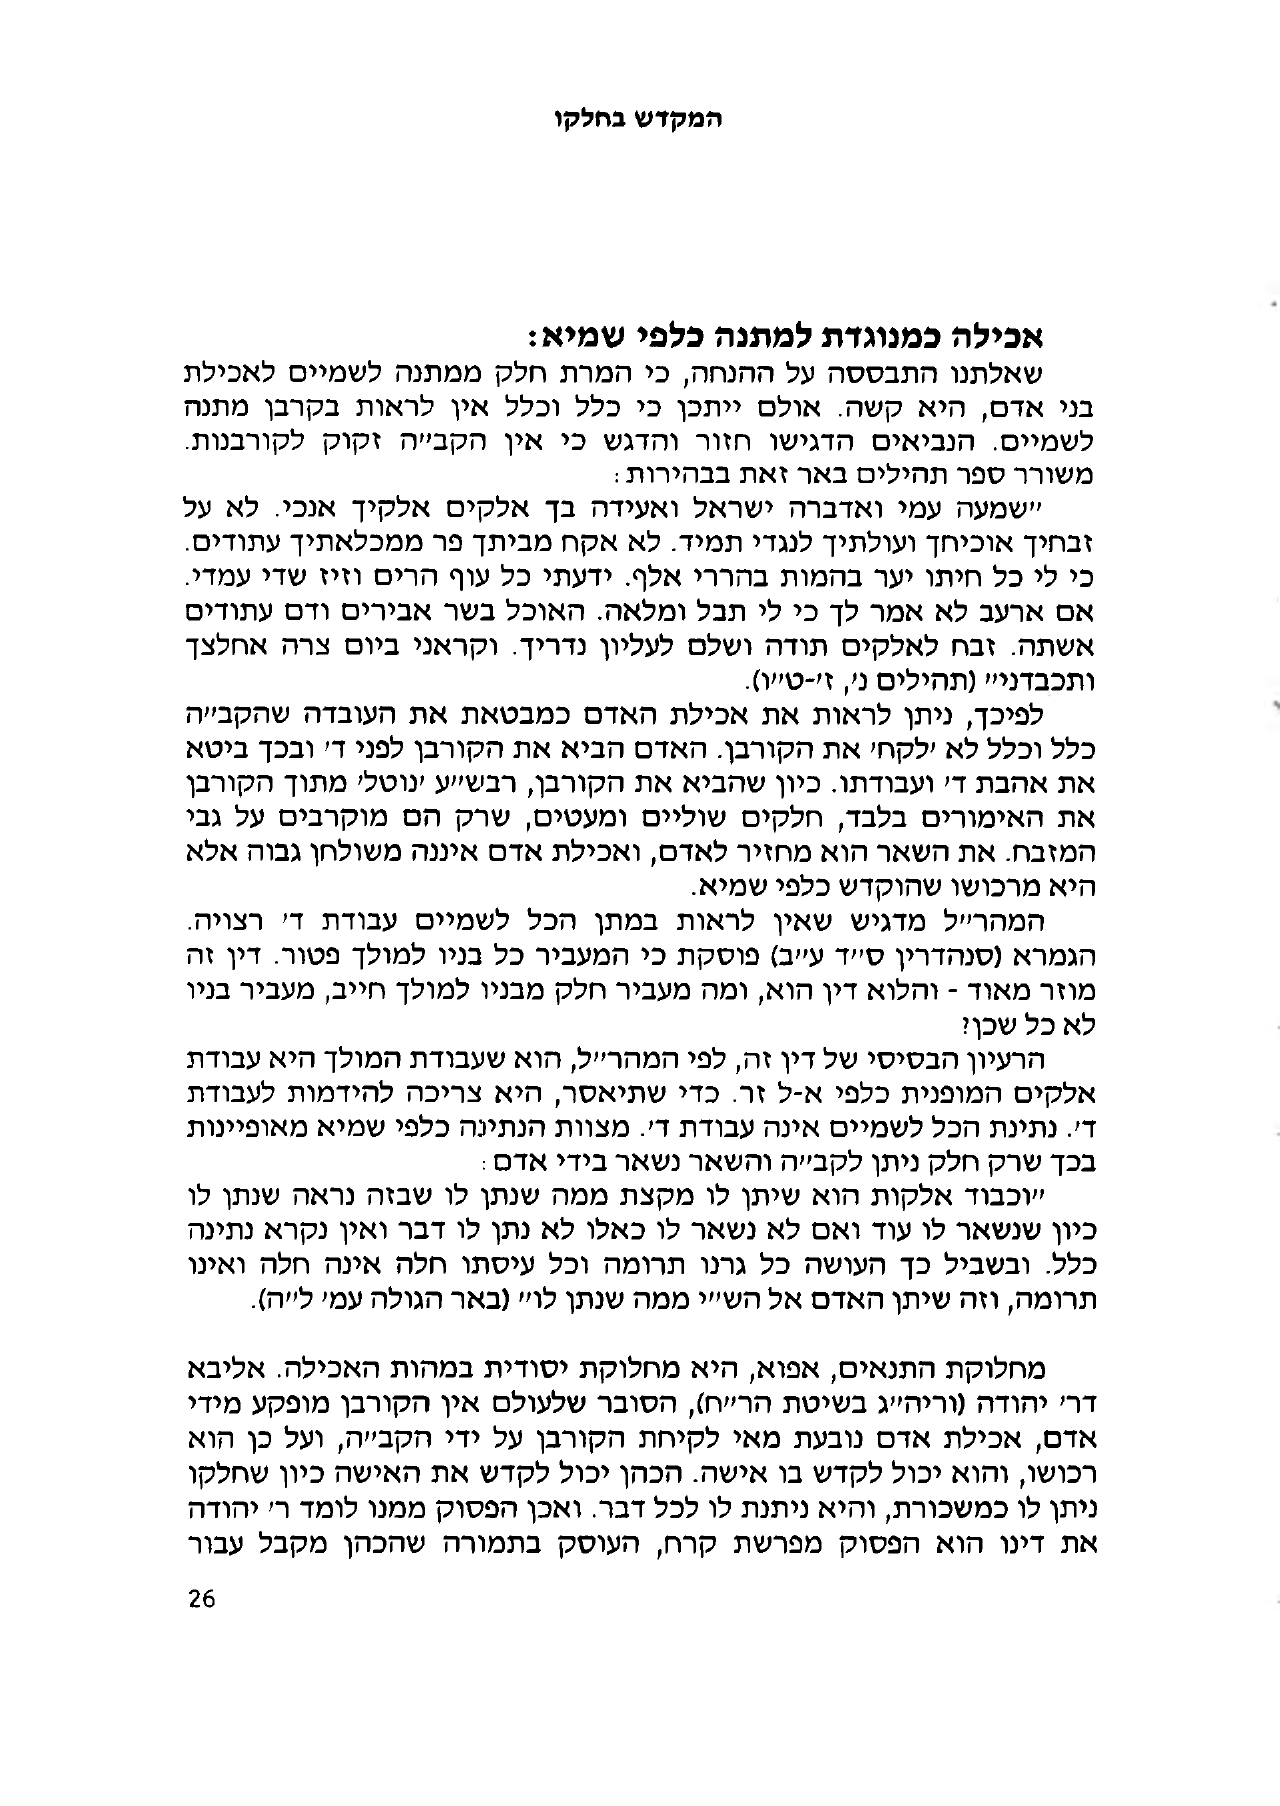 המקדש בחלקו
אכילה כמנוגדת למתנה כלפי שמיא:
שאלתנו התבססה על ההנחה, כי המרת חלק ממתנה לשמיים לאכילת
בני אדם, היא קשה. אולם ייתכן כי כלל וכלל אין לראות בקרבן מתנה
לשמיים. הנביאים הדגישו חזור והדגש כי אין הקב״ה זקוק לקורבנות.
משורר ספר תהילים באר זאת בבהירות:
״שמעה עמי ואדברה ישראל ואעידה בך אלקים אלקיך אנכי. לא על
זבחיך אוכיחך ועולתיך לנגדי תמיד. לא אקח מביתך פר ממכלאתיך עתודים.
כי לי כל חיתו יער בהמות בהררי אלף. ידעתי כל עוף הרים וזיז שדי עמדי.
אם ארעב לא אמר לך כי לי תבל ומלאה. האוכל בשר אבירים ודם עתודים
אשתה. זבח לאלקים תודה ושלם לעליון נדריך. וקראני ביום צרה אחלצך
ותכבדני״ (תהילים נ׳, ז׳-ט״ו).
לפיכך, ניתן לראות את אכילת האדם כמבטאת את העובדה שהקב״ה
כלל וכלל לא ׳לקח׳ את הקורבן. האדם הביא את הקורבן לפני ד׳ ובכך ביטא
את אהבת ד׳ ועבודתו. כיון שהביא את הקורבן, רבש״ע ׳נוטל׳ מתוך הקורבן
את האימורים בלבד, חלקים שוליים ומעטים, שרק הם מוקרבים על גבי
המזבח. את השאר הוא מחזיר לאדם, ואכילת אדם איננה משולחן גבוה אלא
היא מרכושו שהוקדש כלפי שמיא.
המהר״ל מדגיש שאין לראות במתן הכל לשמיים עבודת ד׳ רצויה.
הגמרא (סנהדרין ס״ד ע״ב) פוסקת כי המעביר כל בניו למולך פטור. דין זה
מוזר מאוד - והלוא דין הוא, ומה מעביר חלק מבניו למולך חייב, מעביר בניו
לא כל שכן?
הרעיון הבסיסי של דין זה, לפי המהר״ל, הוא שעבודת המולך היא עבודת
אלקים המופנית כלפי א-ל זר. כדי שתיאסר, היא צריכה להידמות לעבודת
ד׳. נתינת הכל לשמיים אינה עבודת ד׳. מצוות הנתינה כלפי שמיא מאופיינות
בכך שרק חלק ניתן לקב״ה והשאר נשאר בידי אדם:
״וכבוד אלקות הוא שיתן לו מקצת ממה שנתן לו שבזה נראה שנתן לו
כיון שנשאר לו עוד ואם לא נשאר לו כאלו לא נתן לו דבר ואין נקרא נתינה
כלל. ובשביל כך העושה כל גרנו תרומה וכל עיסתו חלה אינה חלה ואינו
תרומה, וזה שיתן האדם אל הש״י ממה שנתן לו״ (באר הגולה עמ׳ ל״ה).
מחלוקת התנאים, אפוא, היא מחלוקת יסודית במהות האכילה. אליבא
דר׳ יהודה (וריה״ג בשיטת הר״ח), הסובר שלעולם אין הקורבן מופקע מידי
אדם, אכילת אדם נובעת מאי לקיחת הקורבן על ידי הקב״ה, ועל כן הוא
רכושו, והוא יכול לקדש בו אישה. הכהן יכול לקדש את האישה כיון שחלקו
ניתן לו כמשכורת, והיא ניתנת לו לכל דבר. ואכן הפסוק ממנו לומד ר׳ יהודה
את דינו הוא הפסוק מפרשת קרח, העוסק בתמורה שהכהן מקבל עבור
26